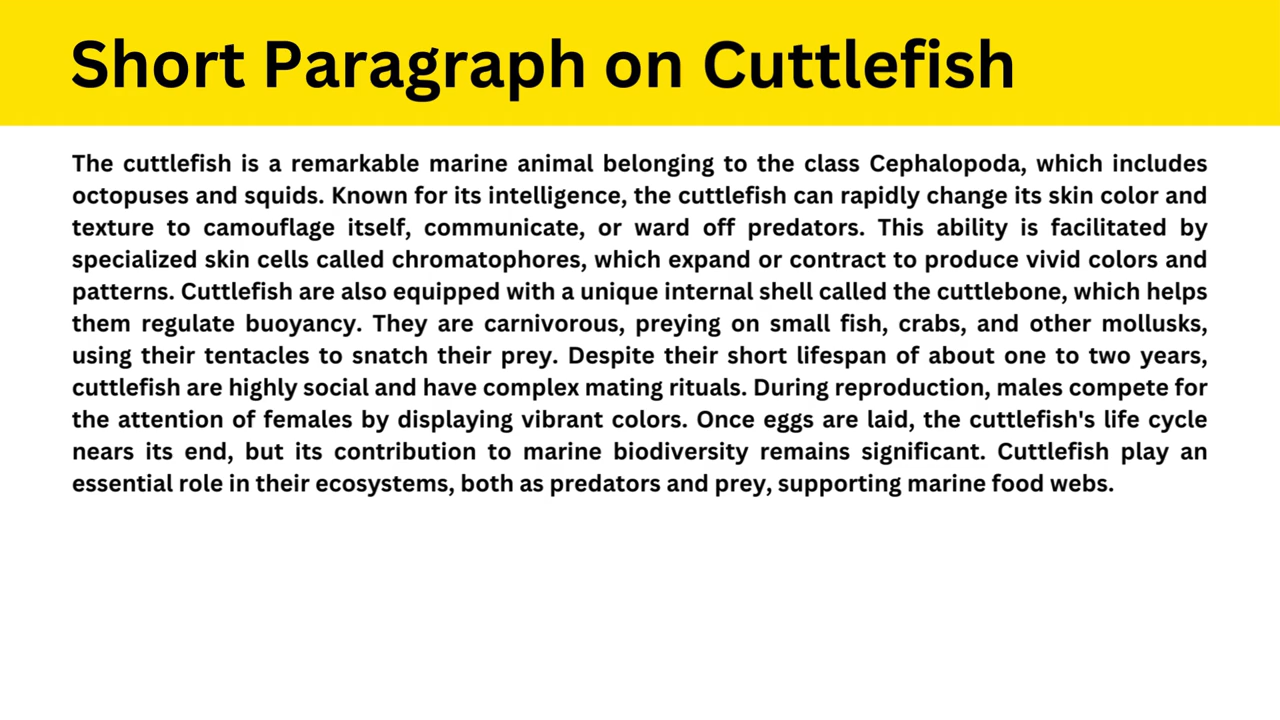 Short Paragraph on Cuttlefish
The cuttlefish is a remarkable marine animal belonging to the class Cephalopoda, which includes
octopuses and squids. Known for its intelligence, the cuttlefish can rapidly change its skin color and
texture to camouflage itself, communicate, or ward off predators. This ability is facilitated by
specialized skin cells called chromatophores, which expand or contract to produce vivid colors and
patterns. Cuttlefish are also equipped with a unique internal shell called the cuttlebone, which helps
them regulate buoyancy. They are carnivorous, preying on small fish, crabs, and other mollusks,
using their tentacles to snatch their prey. Despite their short lifespan of about one to two years,
cuttlefish are highly social and have complex mating rituals. During reproduction, males compete for
the attention of females by displaying vibrant colors. Once eggs are laid, the cuttlefish's life cycle
nears its end, but its contribution to marine biodiversity remains significant. Cuttlefish play an
essential role in their ecosystems, both as predators and prey, supporting marine food webs.